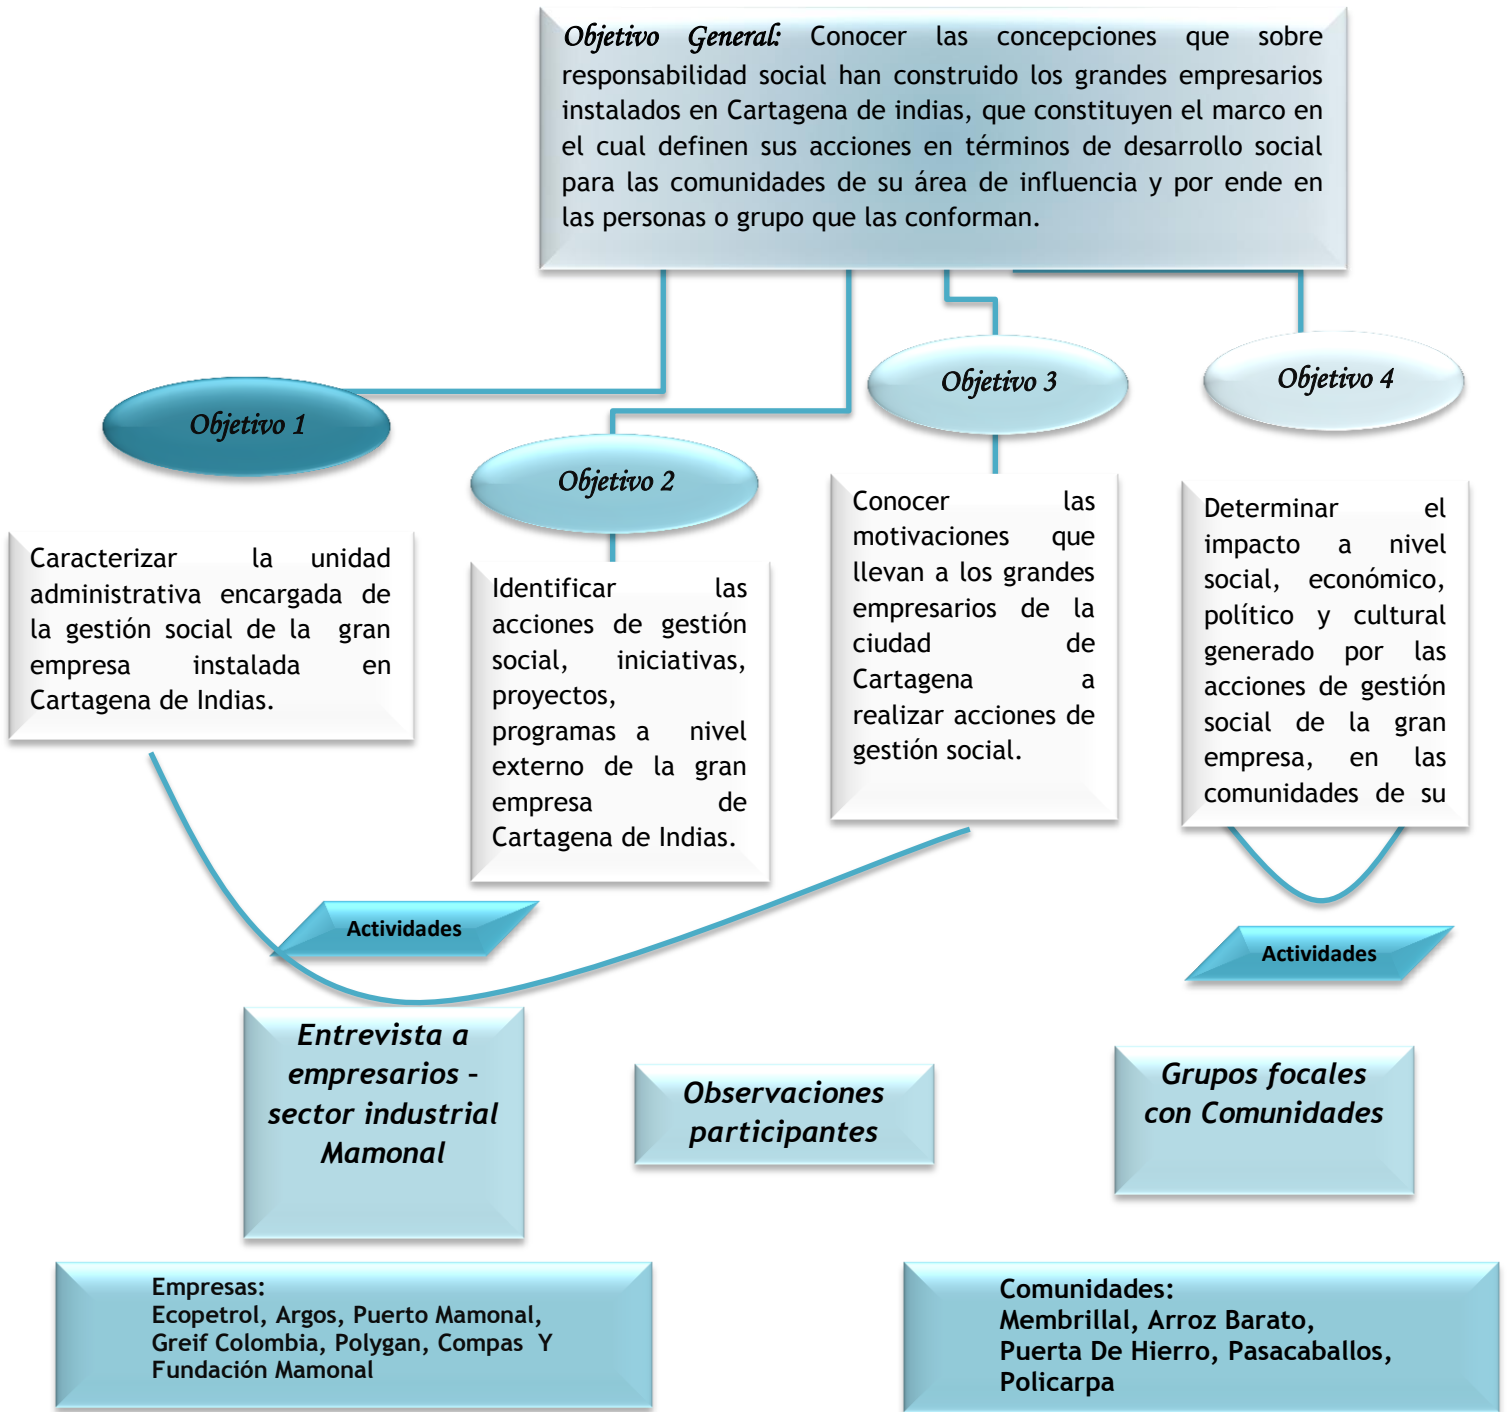 Objetivo General: Conocer las concepciones que sobre
responsabilidad social han construido los grandes empresarios
instalados en Cartagena de indias, que constituyen el marco en
el cual definen sus acciones en términos de desarrollo social
para las comunidades de su área de influencia y por ende en
las personas o grupo que las conforman.
Objetivo 1
Caracterizar la unidad
administrativa encargada de
la gestión social de la gran
empresa instalada en
Cartagena de Indias.
Objetivo 2
Identificar las
acciones de gestión
social, iniciativas,
proyectos,
programas a nivel
externo de la gran
empresa de
Cartagena de Indias.
Objetivo 3
Conocer las
motivaciones que
llevan a los grandes
empresarios de la
ciudad de
Cartagena a
realizar acciones de
gestión social.
Objetivo 4
Determinar el
impacto a nivel
social, económico,
político y cultural
generado por las
acciones de gestión
social de la gran
empresa, en las
comunidades de su
Actividades
Actividades
Entrevista a
empresarios –
sector industrial
Mamonal
Observaciones
participantes
Grupos focales
con Comunidades
Empresas:
Ecopetrol, Argos, Puerto Mamonal,
Greif Colombia, Polygan, Compas Y
Fundación Mamonal
Comunidades:
Membrillal, Arroz Barato,
Puerta De Hierro, Pasacaballos,
Policarpa